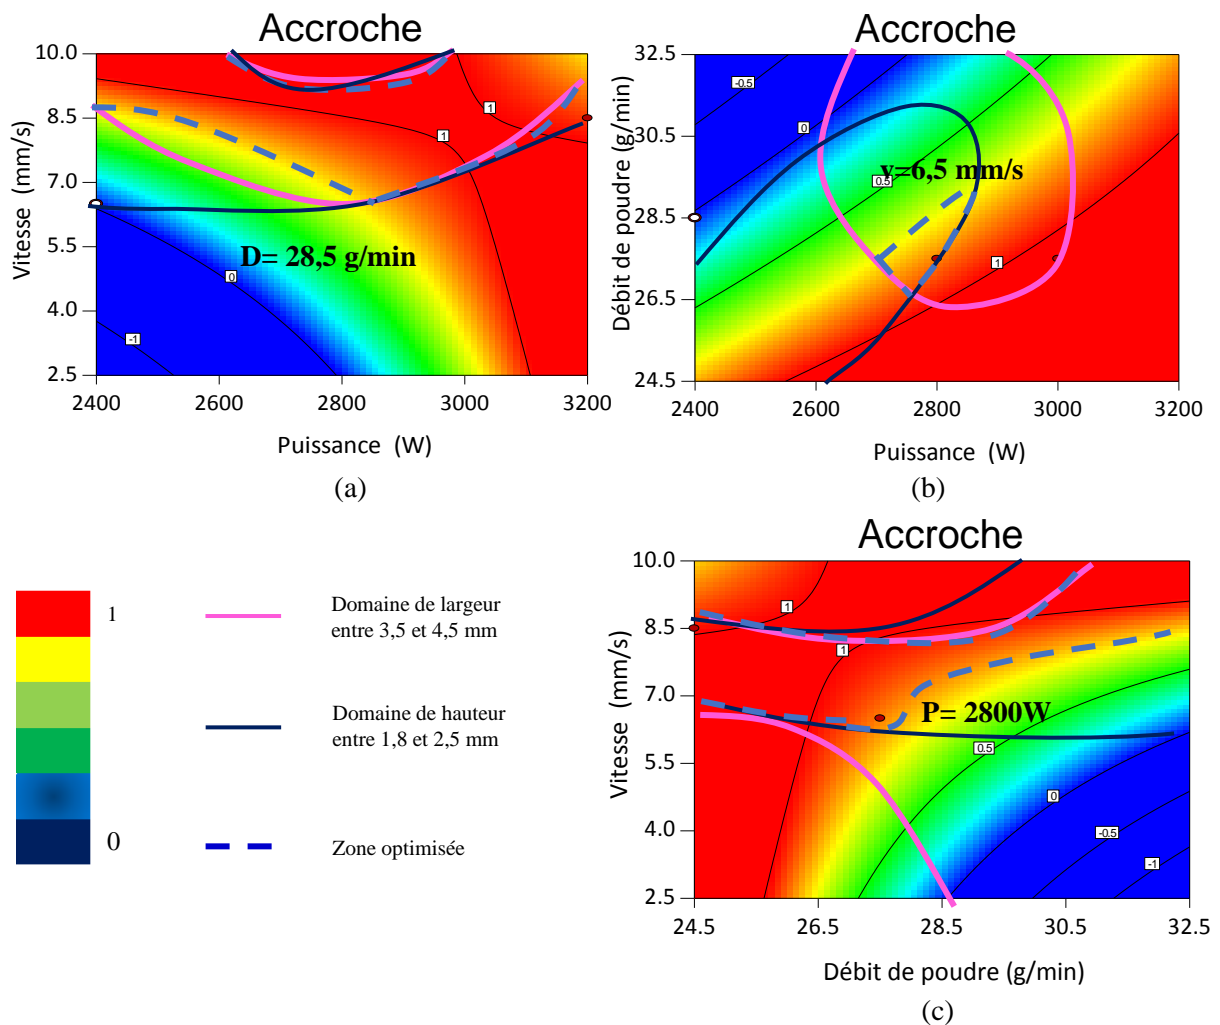 Accroche
10.0
8.5
7.0
5.5
4.0
2.5
Vitesse (mm/s)
1
1
0
-1
D= 28,5 g/min
2400 2600 2800 3000 3200
Puissance (W)
(a)
Accroche
32.5
30.5
28.5
26.5
24.5
Débit de poudre (g/min)
-0.5
0
0.5
v=6,5 mm/s
1
2400 2600 2800 3000 3200
Puissance (W)
(b)
1
0
Domaine de largeur
entre 3,5 et 4,5 mm
Domaine de hauteur
entre 1,8 et 2,5 mm
Zone optimisée
Accroche
10.0
8.5
7.0
5.5
4.0
2.5
Vitesse (mm/s)
1
1
P= 2800W
0.5
0
-0.5
-1
24.5 26.5 28.5 30.5 32.5
Débit de poudre (g/min)
(c)